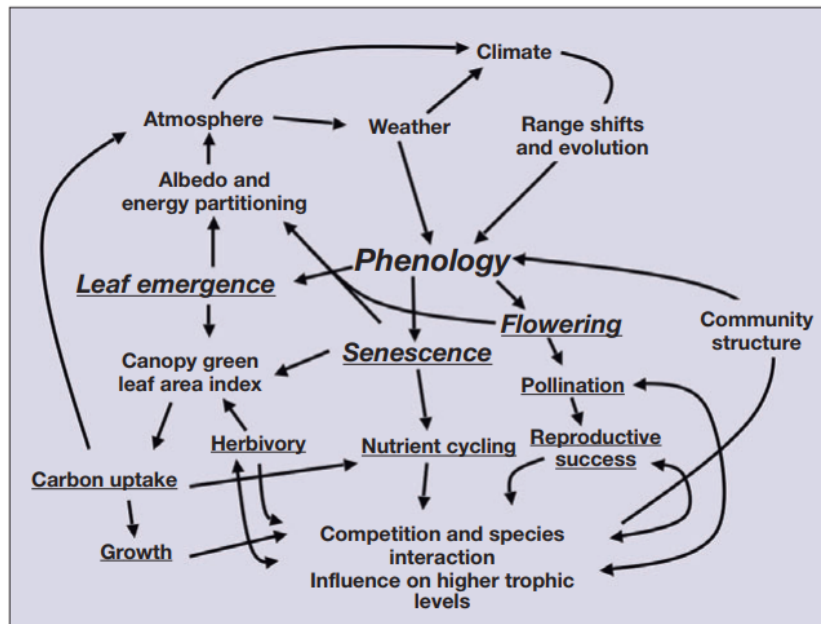 Climate
Atmosphere
Weather
Range shifts
and evolution
Albedo and
energy partitioning
Phenology
Leaf emergence
Flowering
Community
structure
Senescence
Canopy green
leaf area index
Pollination
Herbivory
Nutrient cycling
Reproductive
success
Carbon uptake
Growth
Competition and species
interaction
Influence on higher trophic
levels